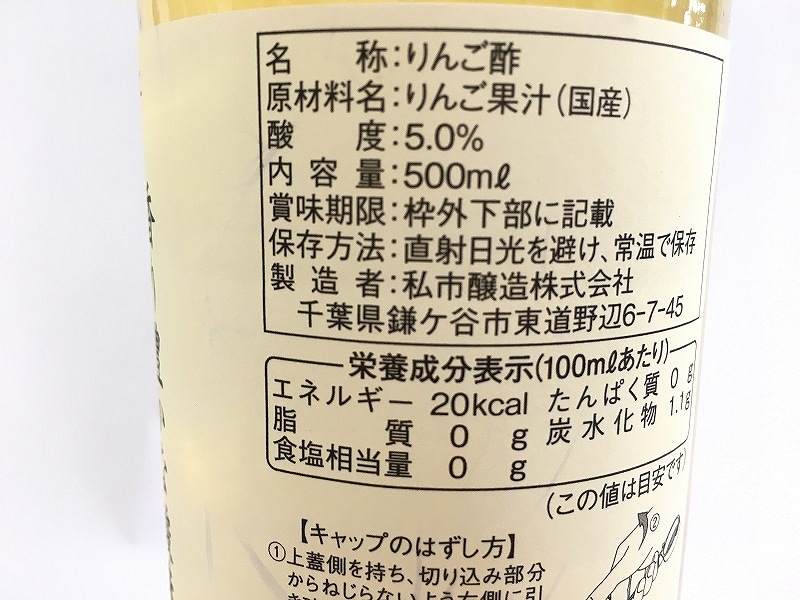 名称：りんご酢
原材料名：りんご果汁（国産）
酸度：5.0%
内容量：500mℓ
賞味期限：枠外下部に記載
保存方法：直射日光を避け、常温で保存
製造者：私市醸造株式会社
千葉県鎌ケ谷市東道野辺6-7-45
栄養成分表示(100mℓあたり)
エネルギー 20kcal たんぱく質 0 g
脂質 0 g 炭水化物 1.1g
食塩相当量 0 g
(この値は目安です)
【キャップのはずし方】
①上蓋側を持ち、切り込み部分
からねじらないよう右側に引
②